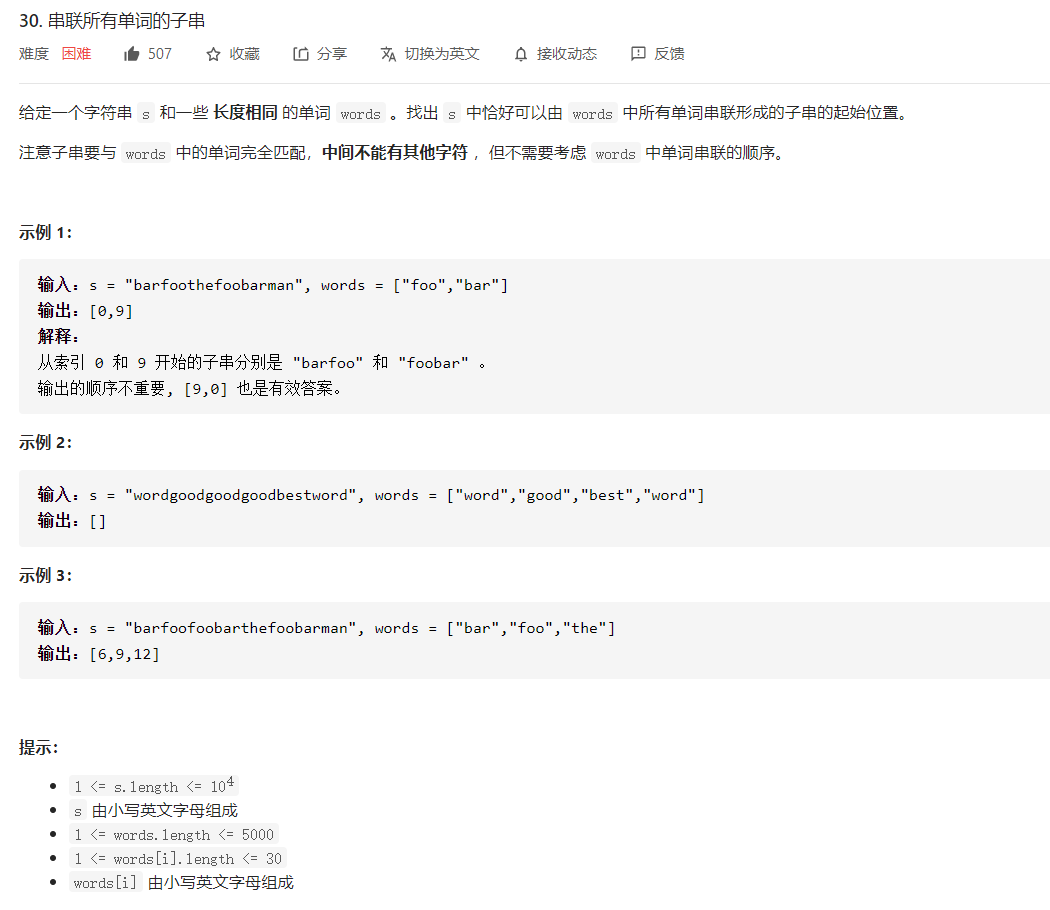 30. 串联所有单词的子串
难度 困难 507 收藏 分享 切换为英文 接收动态 反馈
给定一个字符串 s 和一些 长度相同 的单词 words 。找出 s 中恰好可以由 words 中所有单词串联形成的子串的起始位置。
注意子串要与 words 中的单词完全匹配，中间不能有其他字符 ，但不需要考虑 words 中单词串联的顺序。
示例 1：
输入：s = "barfoothefoobarman", words = ["foo","bar"]
输出：[0,9]
解释：
从索引 0 和 9 开始的子串分别是 "barfoo" 和 "foobar" 。
输出的顺序不重要, [9,0] 也是有效答案。
示例 2：
输入：s = "wordgoodgoodgoodbestword", words = ["word","good","best","word"]
输出：[]
示例 3：
输入：s = "barfoofoobarthefoobarman", words = ["bar","foo","the"]
输出：[6,9,12]
提示：
• 1 <= s.length <= 10⁴
• s 由小写英文字母组成
• 1 <= words.length <= 5000
• 1 <= words[i].length <= 30
• words[i] 由小写英文字母组成